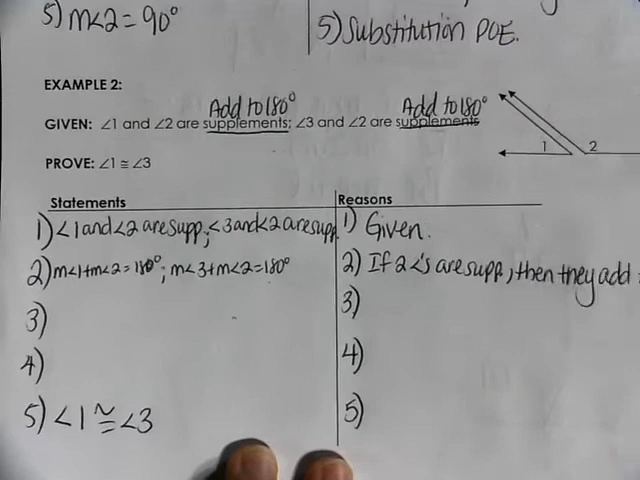 5) m<2 = 90°
5) Substitution POE.
EXAMPLE 2:
Add to 180° Add to 180°
GIVEN: ∠1 and ∠2 are supplements; ∠3 and ∠2 are supplements
1 2
PROVE: ∠1 ≅ ∠3
Statements Reasons
1) <1 and <2 are supp.; <3 and <2 are supp. 1) Given.
2) m<1+m<2=180°; m<3+m<2=180° 2) If 2 <'s are supp, then they add
3) 3)
4) 4)
5) <1 ≅ <3 5)